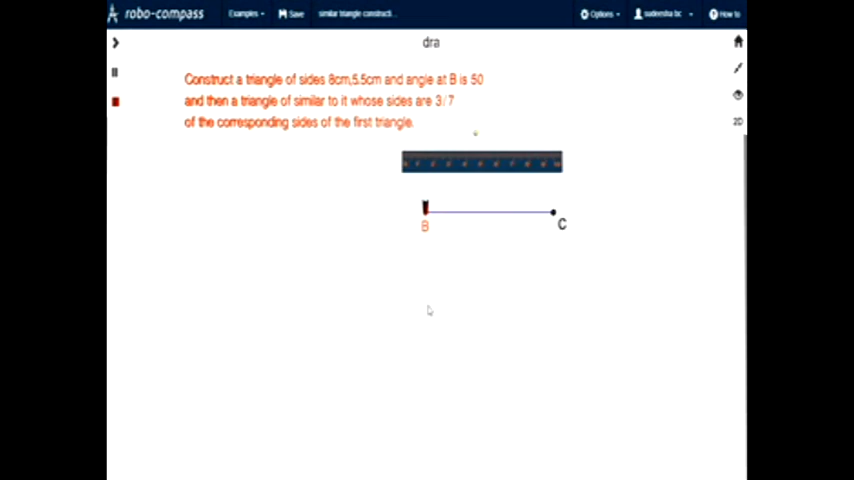 robo-compass
Examples
Save
similar triangle constructi...
Options
sudeesha bc
How to
dra
Construct a triangle of sides 8cm,5.5cm and angle at B is 50
and then a triangle of similar to it whose sides are 3/7
of the corresponding sides of the first triangle.
2D
B
C